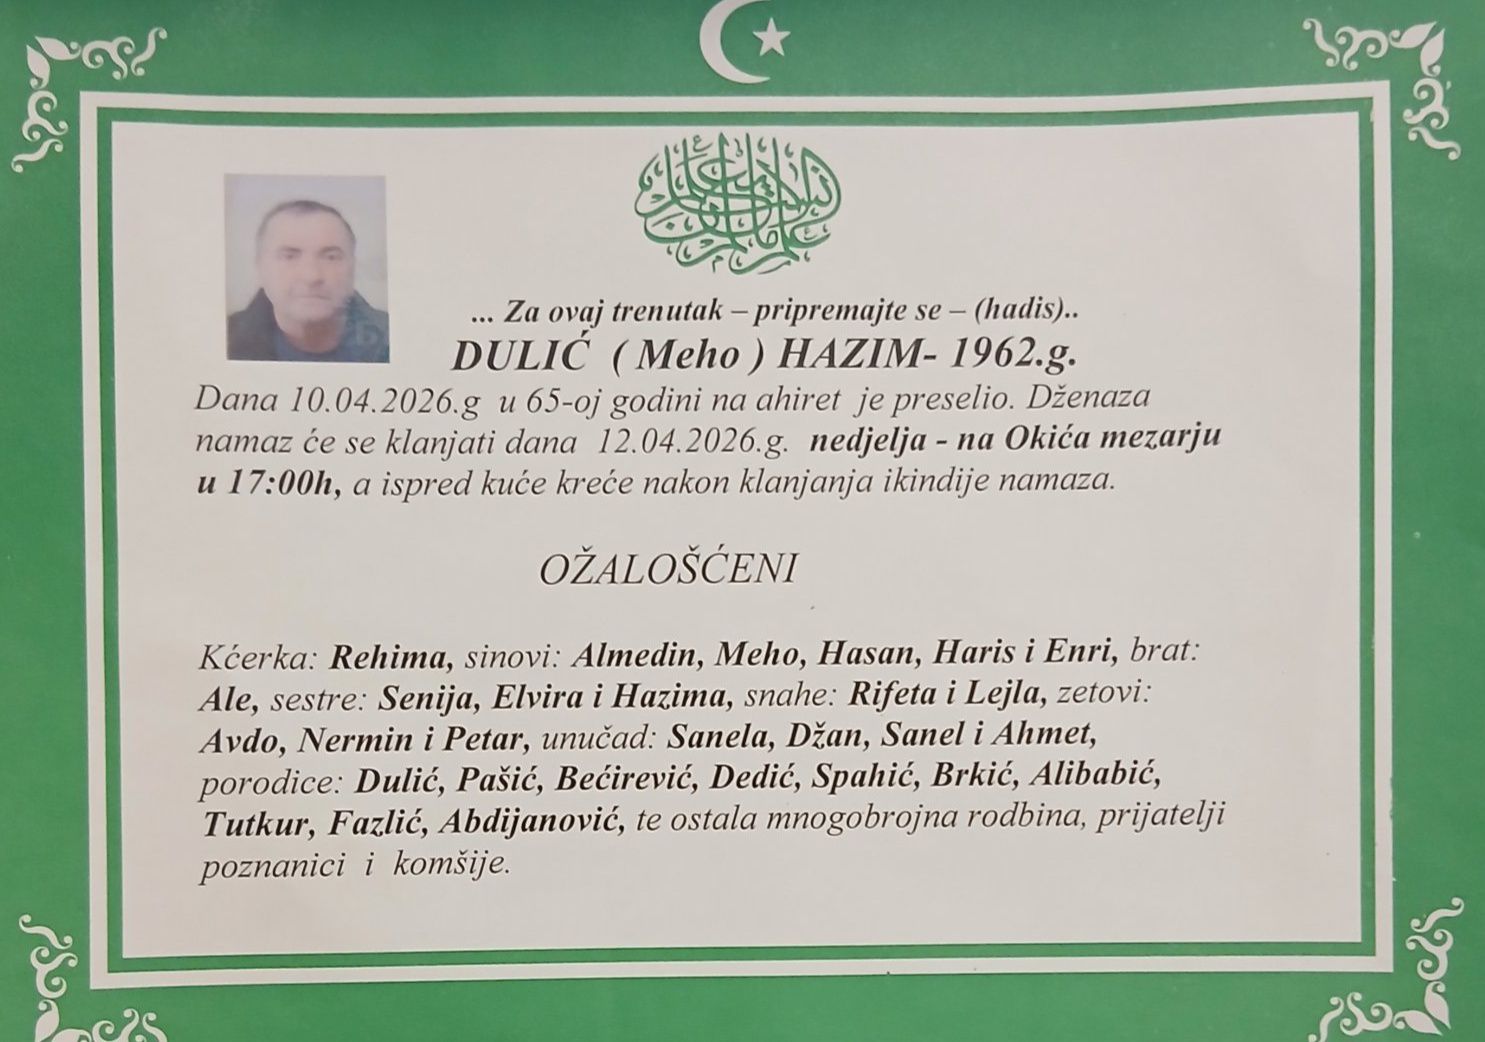 ... Za ovaj trenutak – pripremajte se – (hadis)..
DULIĆ ( Meho ) HAZIM- 1962.g.
Dana 10.04.2026.g u 65-oj godini na ahiret je preselio. Dženaza
namaz će se klanjati dana 12.04.2026.g. nedjelja - na Okića mezarju
u 17:00h, a ispred kuće kreće nakon klanjanja ikindije namaza.
OŽALOŠĆENI
Kćerka: Rehima, sinovi: Almedin, Meho, Hasan, Haris i Enri, brat:
Ale, sestre: Senija, Elvira i Hazima, snahe: Rifeta i Lejla, zetovi:
Avdo, Nermin i Petar, unučad: Sanela, Džan, Sanel i Ahmet,
porodice: Dulić, Pašić, Bećirević, Dedić, Spahić, Brkić, Alibabić,
Tutkur, Fazlić, Abdijanović, te ostala mnogobrojna rodbina, prijatelji
poznanici i komšije.